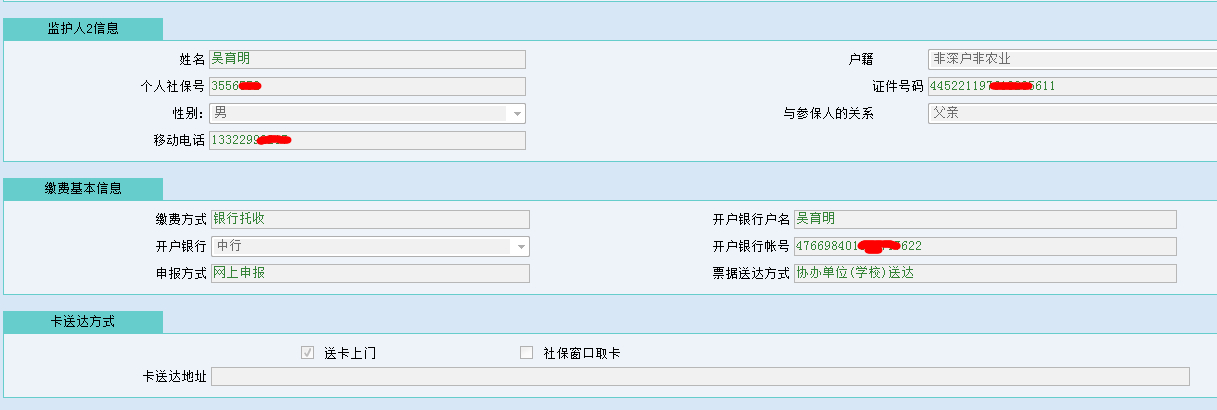 监护人2信息
姓名 吴育明 户籍 非深户非农业
个人社保号 3556 证件号码 44522119 5611
性别: 男 与参保人的关系 父亲
移动电话 1332299
缴费基本信息
缴费方式 银行托收 开户银行户名 吴育明
开户银行 中行 开户银行帐号 476698401 622
申报方式 网上申报 票据送达方式 协办单位(学校)送达
卡送达方式
送卡上门 社保窗口取卡
卡送达地址